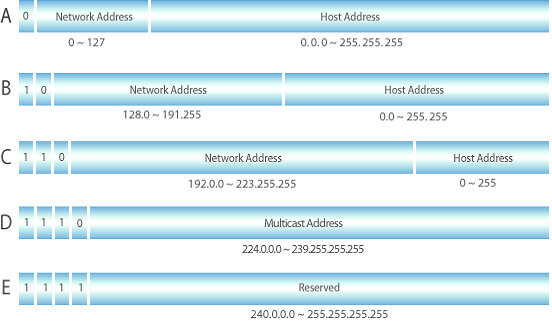 A 0 Network Address Host Address
0 ~ 127 0. 0. 0 ~ 255. 255. 255
B 1 0 Network Address Host Address
128.0 ~ 191.255 0.0 ~ 255. 255
C 1 1 0 Network Address Host Address
192.0.0 ~ 223.255.255 0 ~ 255
D 1 1 1 0 Multicast Address
224.0.0.0 ~ 239.255.255.255
E 1 1 1 1 Reserved
240.0.0.0 ~ 255.255.255.255